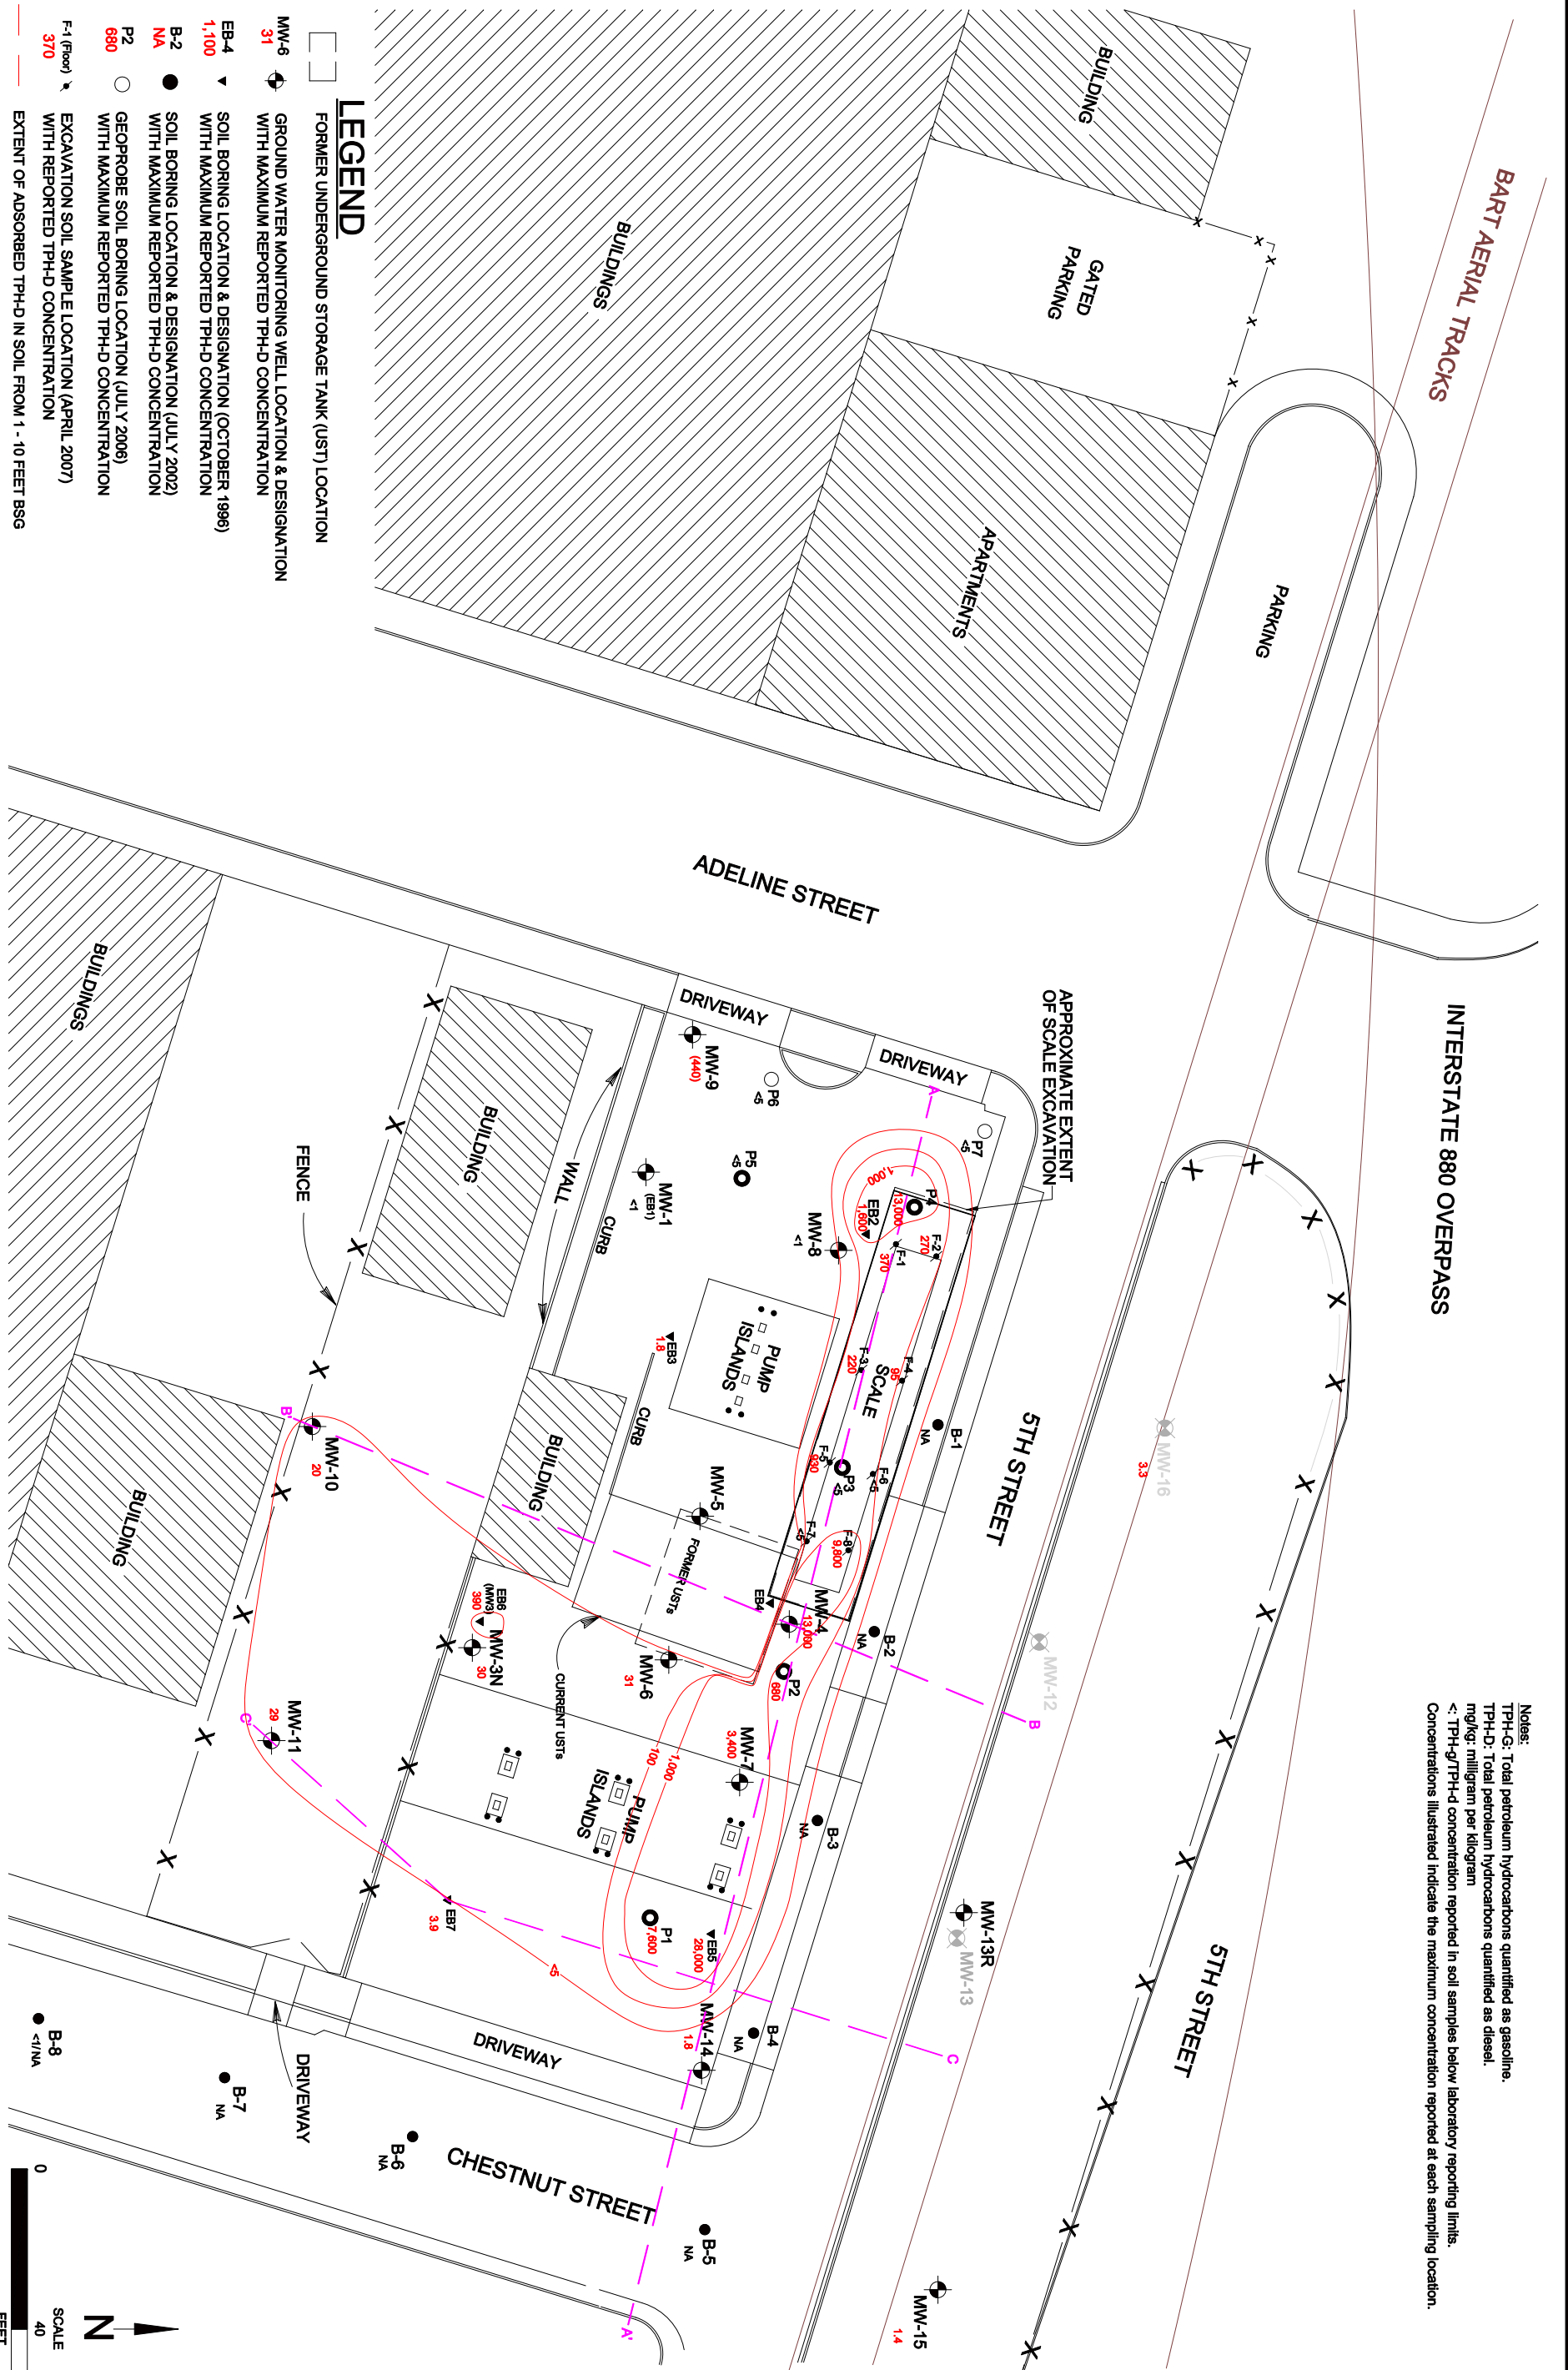 BART AERIAL TRACKS
INTERSTATE 880 OVERPASS
Notes:
TPH-G: Total petroleum hydrocarbons quantified as gasoline.
TPH-D: Total petroleum hydrocarbons quantified as diesel.
mg/kg: milligram per kilogram
<: TPH-g/TPH-d concentration reported in soil samples below laboratory reporting limits.
Concentrations illustrated indicate the maximum concentration reported at each sampling location.
BUILDING
GATED
PARKING
PARKING
BUILDINGS
APARTMENTS
ADELINE STREET
APPROXIMATE EXTENT
OF SCALE EXCAVATION
5TH STREET
5TH STREET
MW-16
3.3
MW-12
MW-13R
MW-13
MW-15
1.4
DRIVEWAY
DRIVEWAY
A
P7
<5
P6
<5
MW-9
(440)
P5
<5
MW-1
(EB1)
<1
MW-8
<1
1,000
P4
13,000
EB2
1,600
F-2
270
F-1
370
F-3
220
F-4
95
SCALE
B-1
NA
F-5
930
P3
<5
F-6
<5
F-7
<5
F-8
9,800
EB4
MW-4
13,000
B-2
NA
P2
680
B
MW-7
3,400
B-3
NA
PUMP
ISLANDS
EB3
1.8
WALL
CURB
CURB
MW-5
FORMER USTs
MW-6
31
CURRENT USTs
BUILDING
BUILDING
FENCE
B'
MW-10
20
EB6
(MW3)
390
MW-3N
30
100
1,000
PUMP
ISLANDS
P1
7,600
EB5
28,000
MW-14
1.8
B-4
NA
C
C'
MW-11
29
EB7
3.9
<5
BUILDINGS
BUILDING
DRIVEWAY
DRIVEWAY
CHESTNUT STREET
B-5
NA
B-6
NA
B-7
NA
B-8
<1/NA
A'
LEGEND
FORMER UNDERGROUND STORAGE TANK (UST) LOCATION
MW-6
31
GROUND WATER MONITORING WELL LOCATION & DESIGNATION
WITH MAXIMUM REPORTED TPH-D CONCENTRATION
EB-4
1,100
SOIL BORING LOCATION & DESIGNATION (OCTOBER 1996)
WITH MAXIMUM REPORTED TPH-D CONCENTRATION
B-2
NA
SOIL BORING LOCATION & DESIGNATION (JULY 2002)
WITH MAXIMUM REPORTED TPH-D CONCENTRATION
P2
680
GEOPROBE SOIL BORING LOCATION (JULY 2006)
WITH MAXIMUM REPORTED TPH-D CONCENTRATION
F-1 (Floor)
370
EXCAVATION SOIL SAMPLE LOCATION (APRIL 2007)
WITH REPORTED TPH-D CONCENTRATION
EXTENT OF ADSORBED TPH-D IN SOIL FROM 1 - 10 FEET BSG
N
SCALE
0 40
FEET